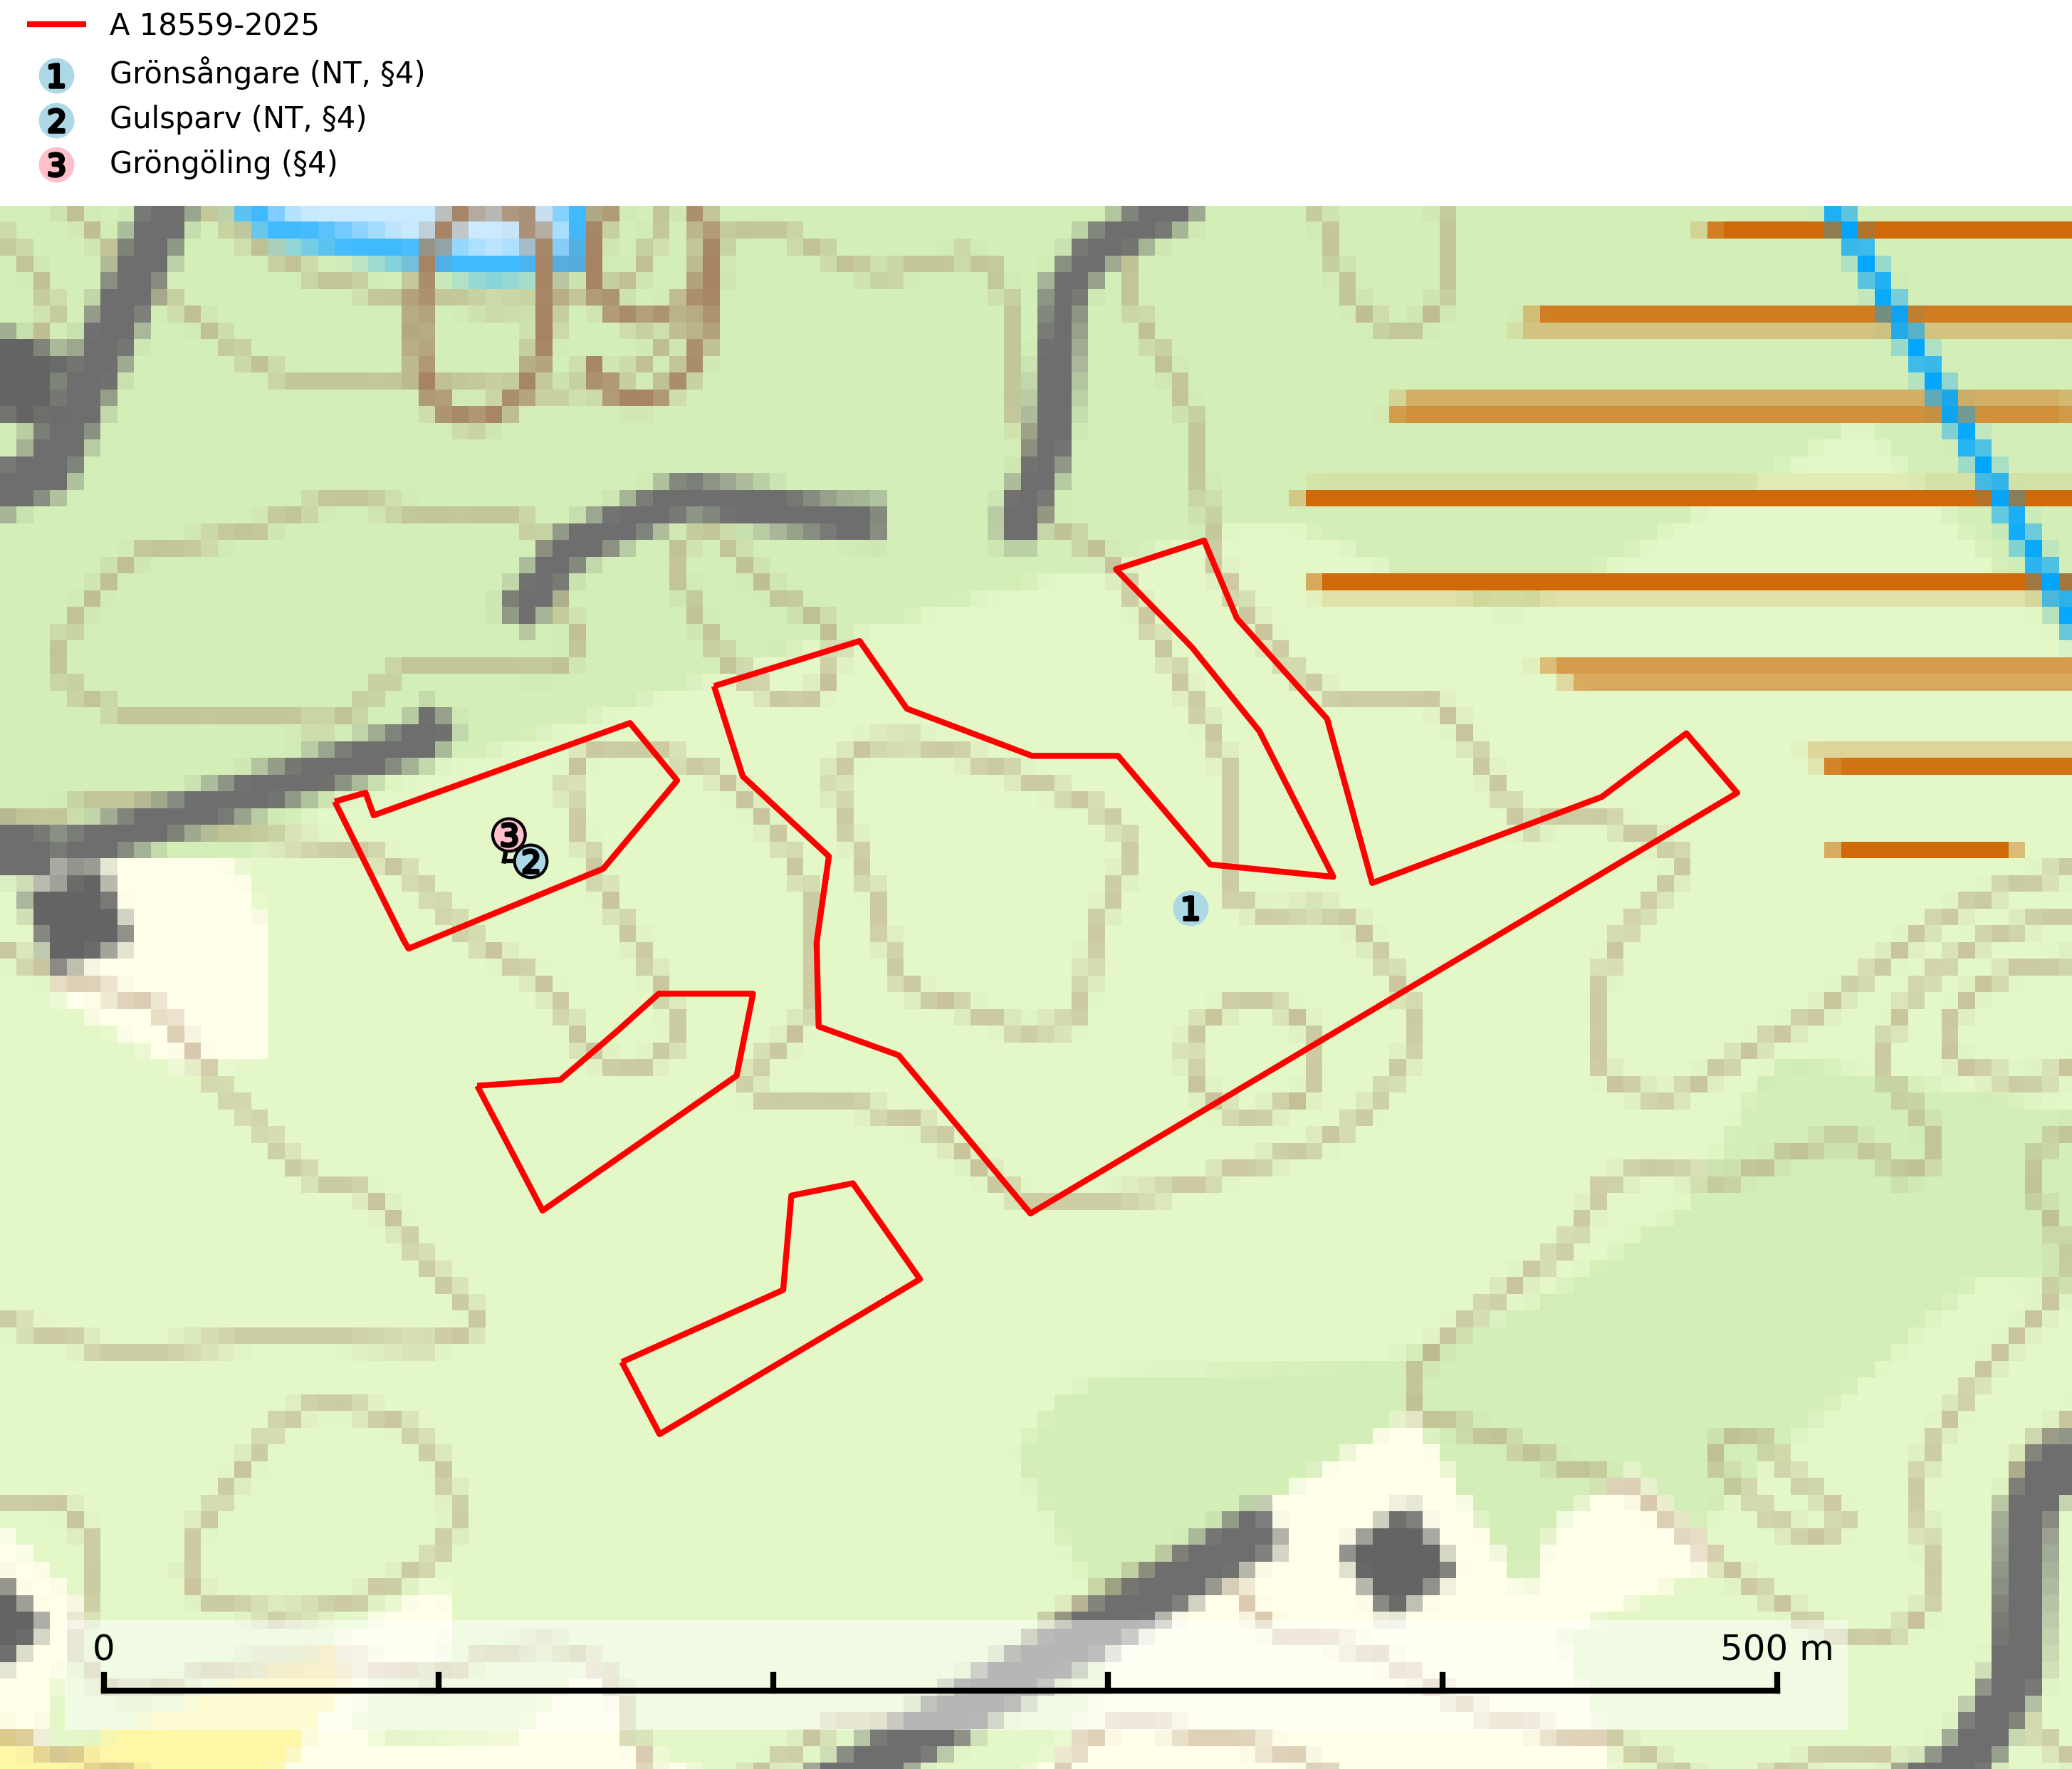 A 18559-2025
1 Grönsångare (NT, §4)
2 Gulsparv (NT, §4)
3 Gröngöling (§4)
3
2
1
0 500 m